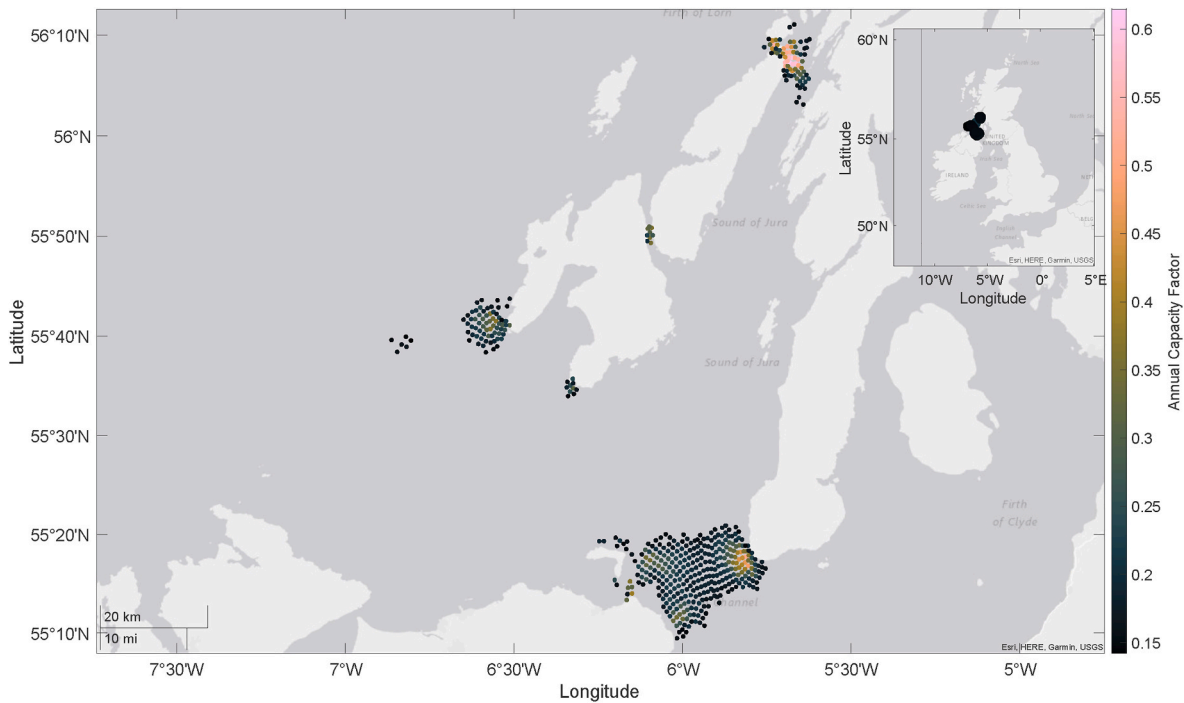 Firth of Lorn
56°10'N
56°N
55°50'N
55°40'N
55°30'N
55°20'N
55°10'N
Latitude
Sound of Jura
Sound of Jura
Firth
of Clyde
Channel
20 km
10 mi
Esri, HERE, Garmin, USGS
7°30'W
7°W
6°30'W
6°W
5°30'W
5°W
Longitude
60°N
55°N
50°N
Latitude
North Sea
UNITED
KINGDOM
IRELAND
Celtic Sea
English
Channel
Esri, HERE, Garmin, USGS
10°W
5°W
0°
5°E
Longitude
0.6
0.55
0.5
0.45
0.4
0.35
0.3
0.25
0.2
0.15
Annual Capacity Factor